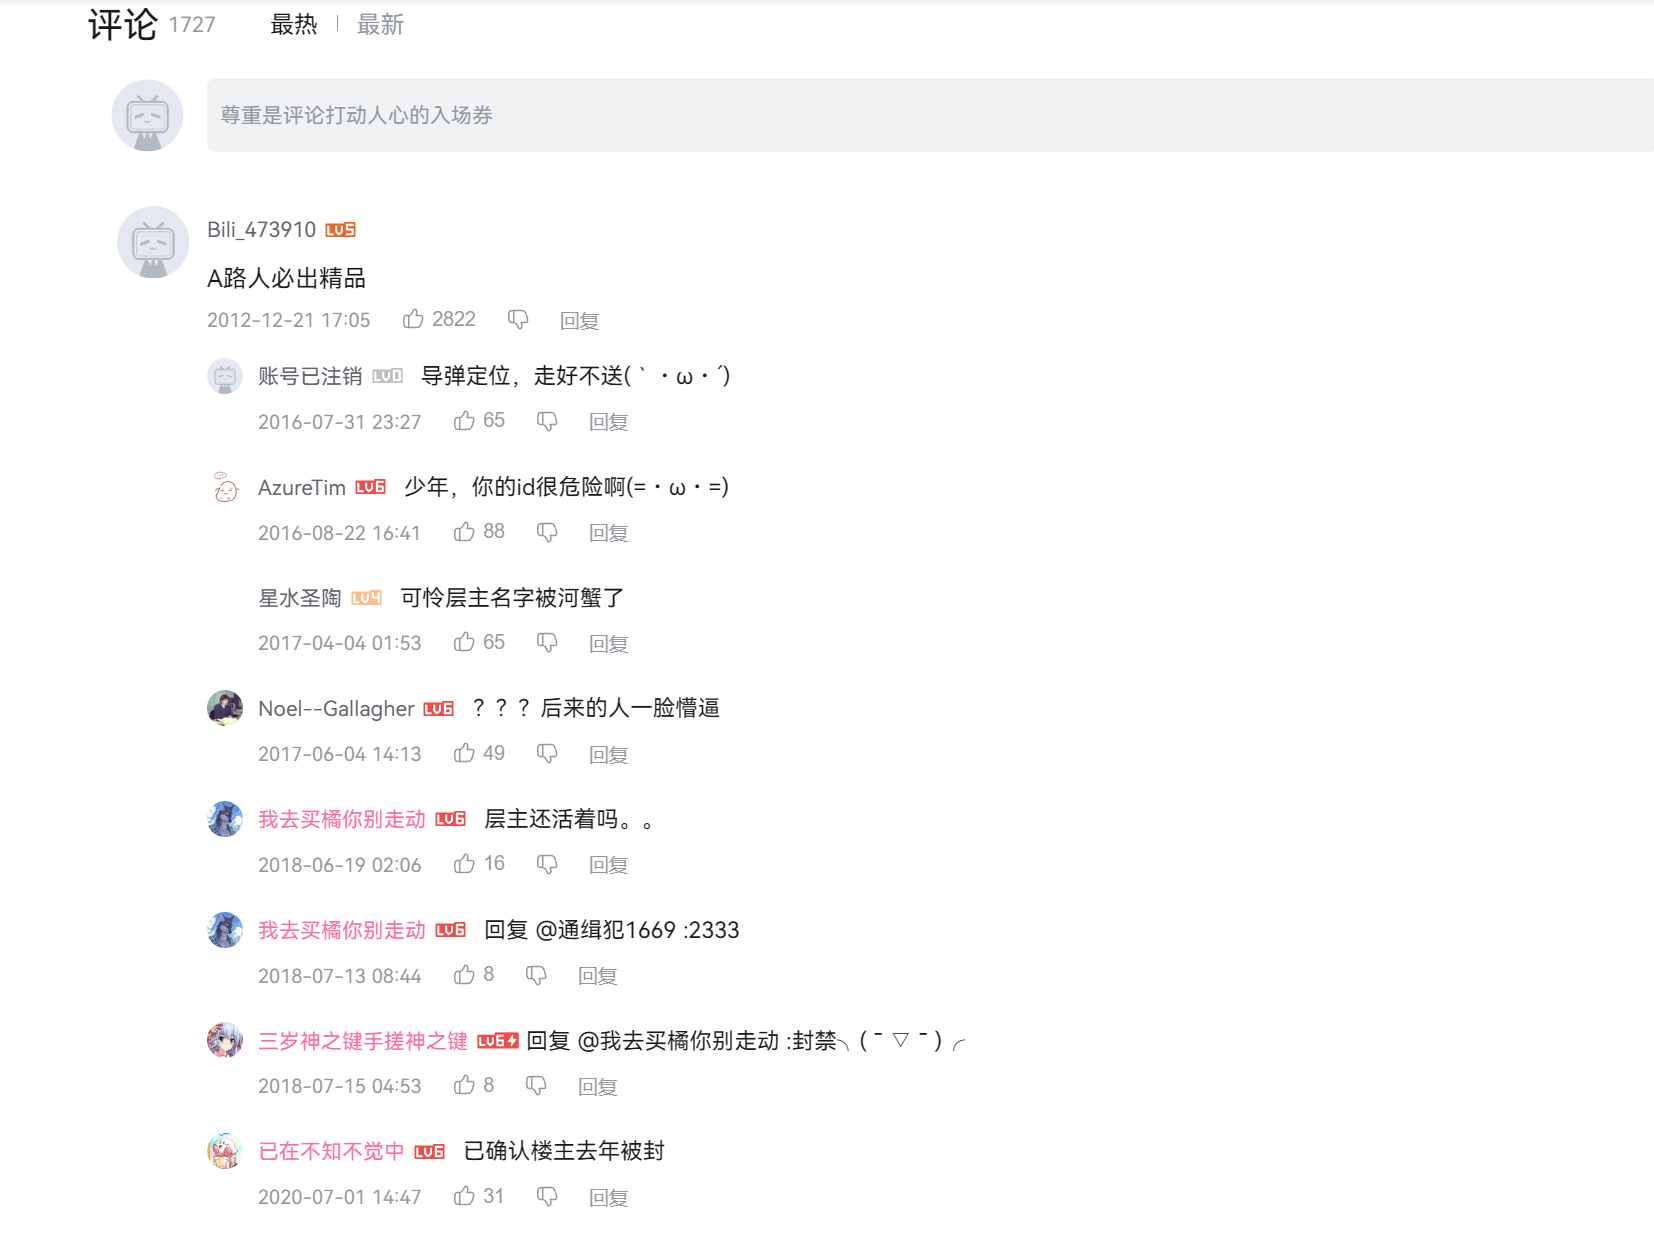 评论 1727 最热 最新
尊重是评论打动人心的入场券
Bili_473910 LV5
A路人必出精品
2012-12-21 17:05 2822 回复
账号已注销 LV0 导弹定位，走好不送(｀・ω・´)
2016-07-31 23:27 65 回复
AzureTim LV6 少年，你的id很危险啊(=・ω・=)
2016-08-22 16:41 88 回复
星水圣陶 LV4 可怜层主名字被河蟹了
2017-04-04 01:53 65 回复
Noel--Gallagher LV6 ？？？后来的人一脸懵逼
2017-06-04 14:13 49 回复
我去买橘你别走动 LV6 层主还活着吗。。
2018-06-19 02:06 16 回复
我去买橘你别走动 LV6 回复 @通缉犯1669 :2333
2018-07-13 08:44 8 回复
三岁神之键手搓神之键 LV6 回复 @我去买橘你别走动 :封禁╮(￣▽￣)╭
2018-07-15 04:53 8 回复
已在不知不觉中 LV6 已确认楼主去年被封
2020-07-01 14:47 31 回复